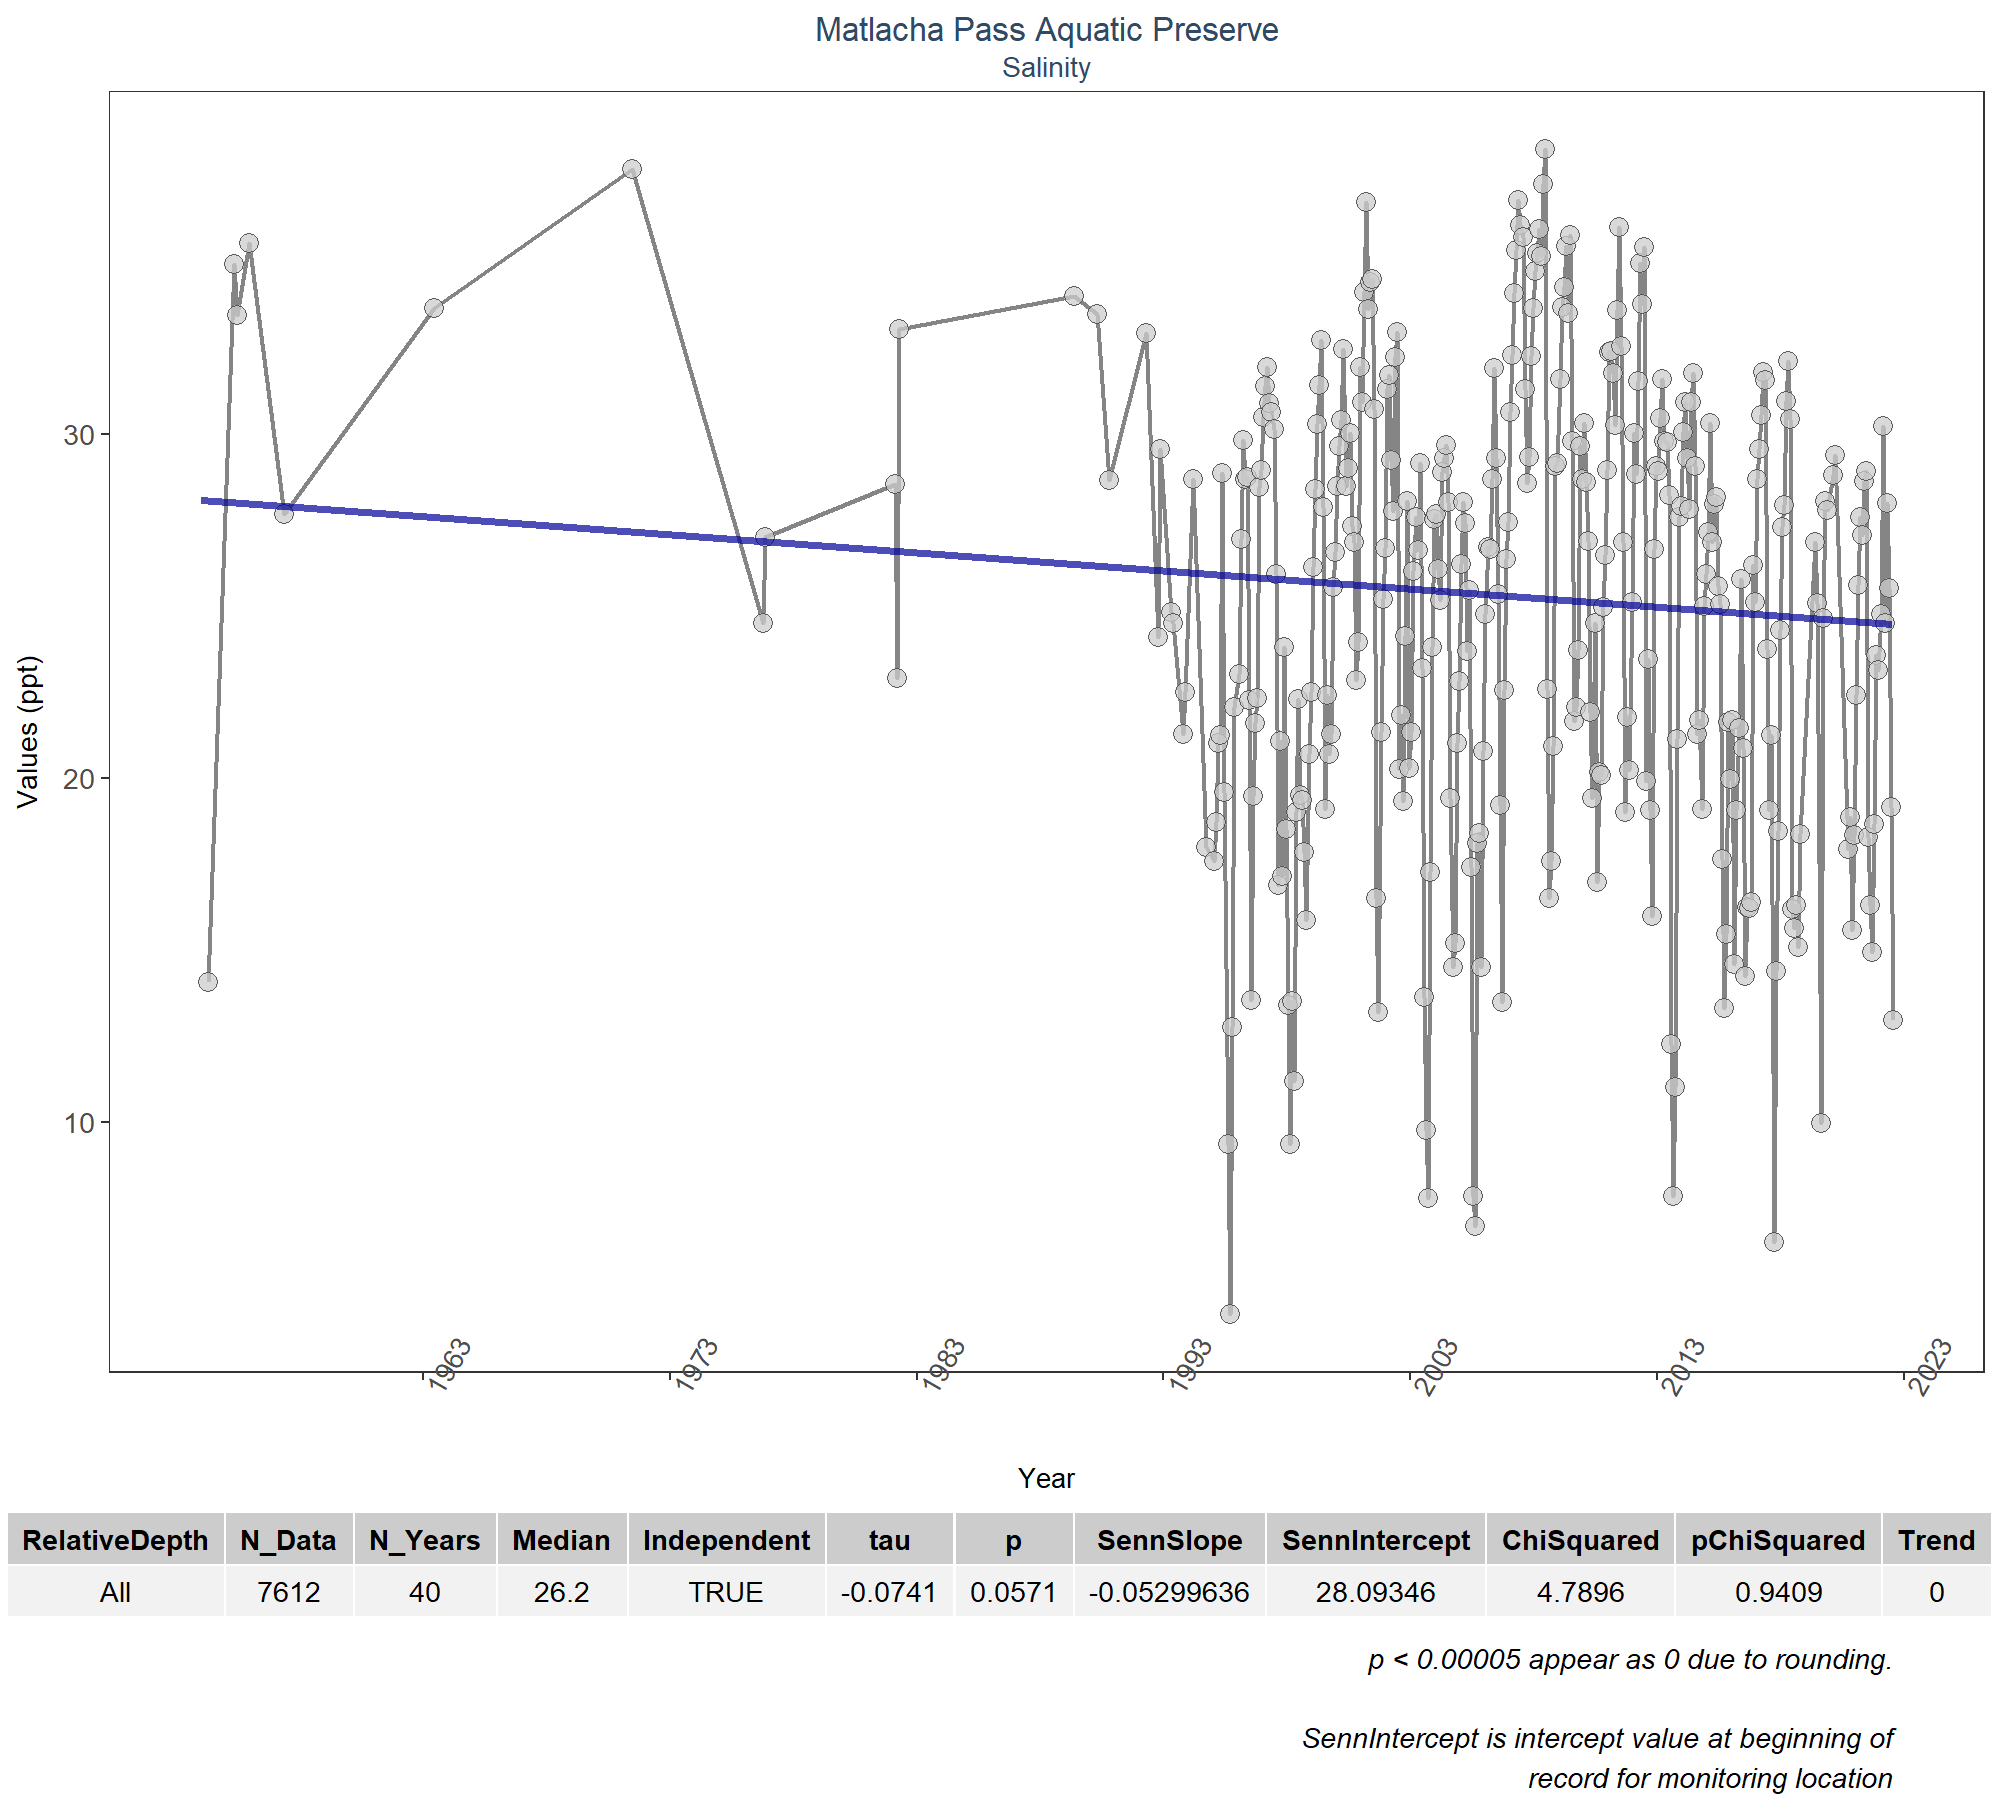 Matlacha Pass Aquatic Preserve
Salinity
Values (ppt)
30
20
10
1963 1973 1983 1993 2003 2013 2023
Year
RelativeDepth N_Data N_Years Median Independent tau p SennSlope SennIntercept ChiSquared pChiSquared Trend
All 7612 40 26.2 TRUE -0.0741 0.0571 -0.05299636 28.09346 4.7896 0.9409 0
p < 0.00005 appear as 0 due to rounding.
SennIntercept is intercept value at beginning of
record for monitoring location